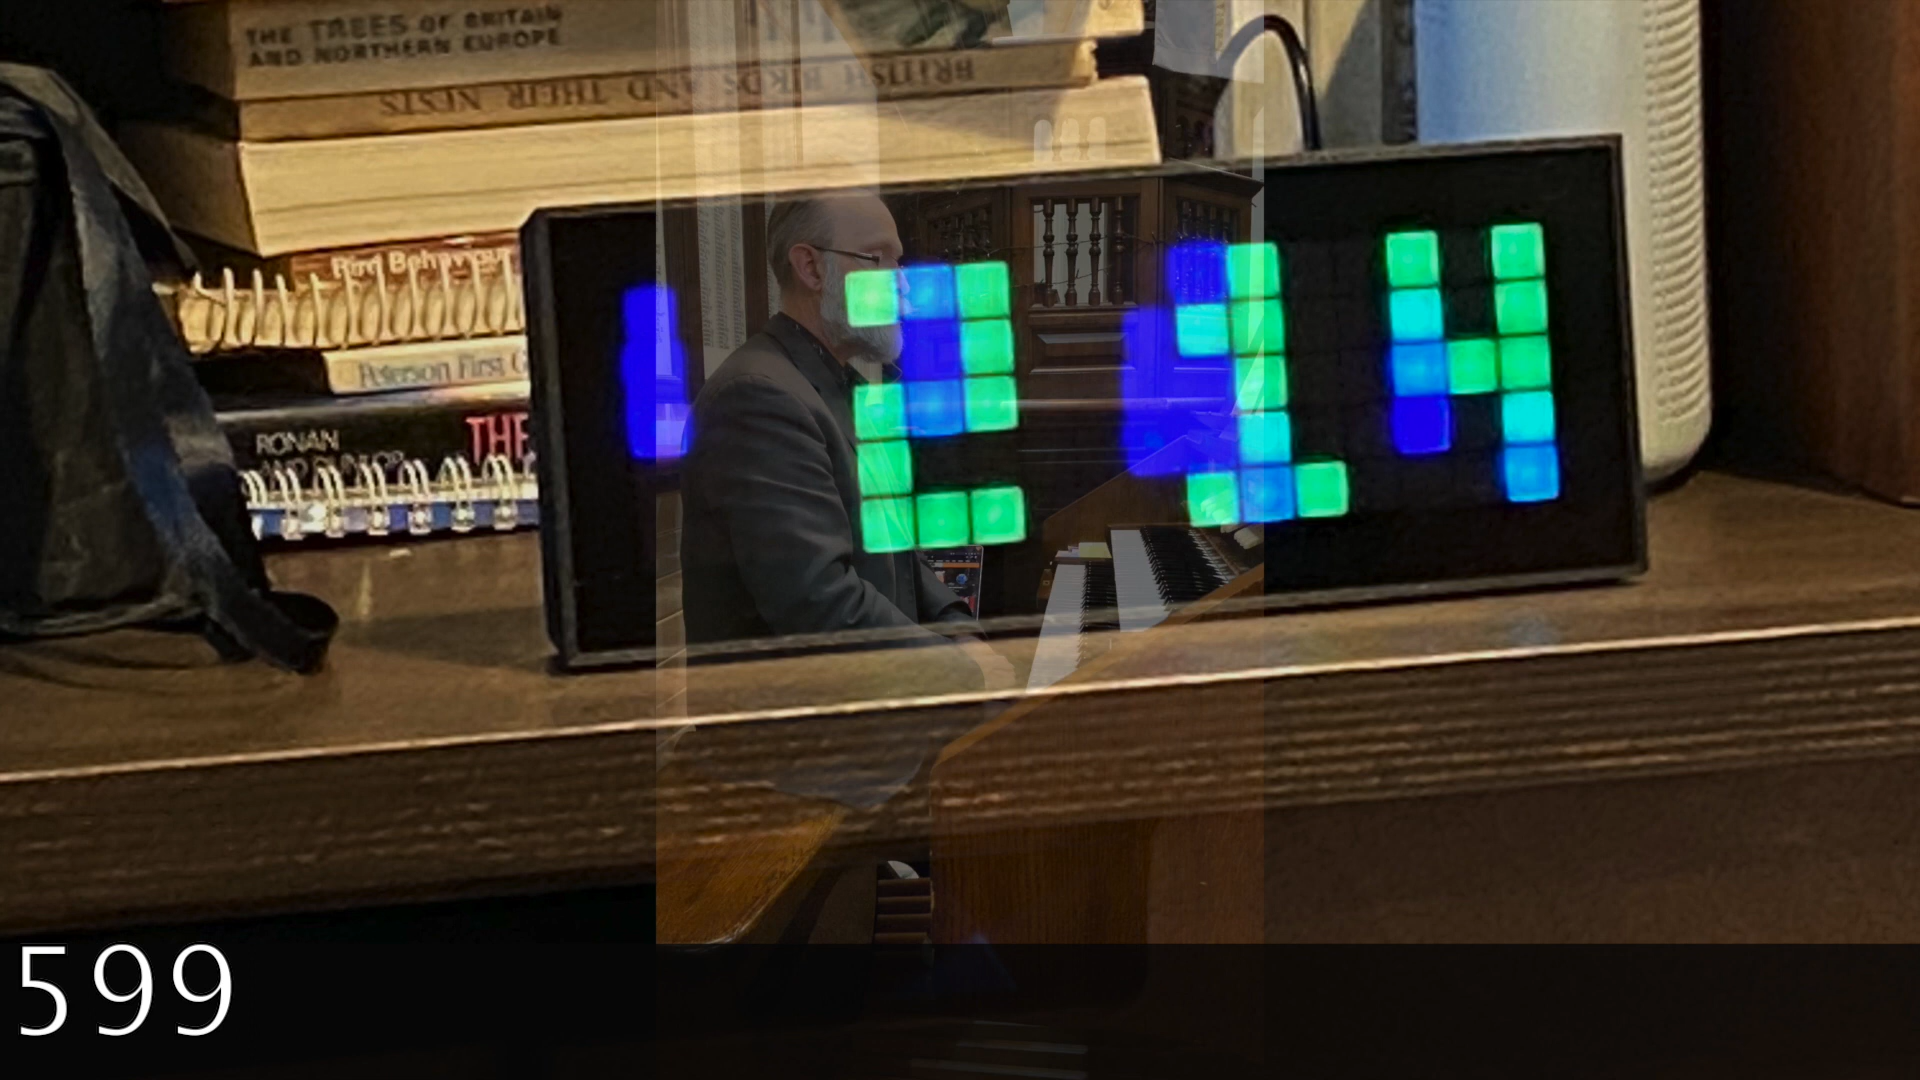 THE TREES OF BRITAIN
AND NORTHERN EUROPE
BRITISH BIRDS AND THEIR NESTS
Bird Behaviour
Peterson First G
RONAN
THE
2 14
599